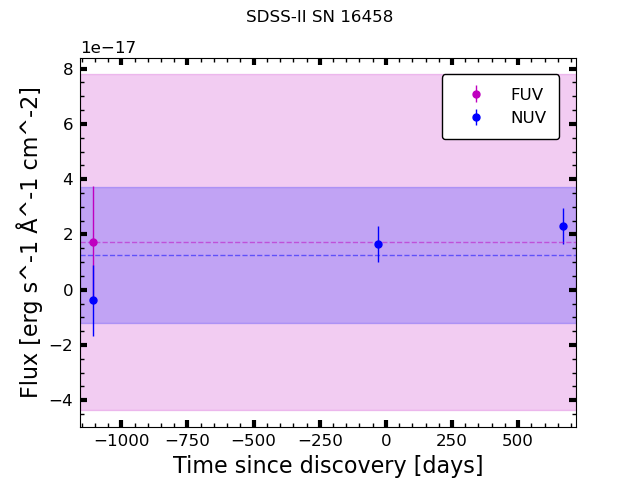 SDSS-II SN 16458
1e−17
8
6
4
2
0
−2
−4
Flux [erg s^-1 Å^-1 cm^-2]
FUV
NUV
−1000 −750 −500 −250 0 250 500
Time since discovery [days]